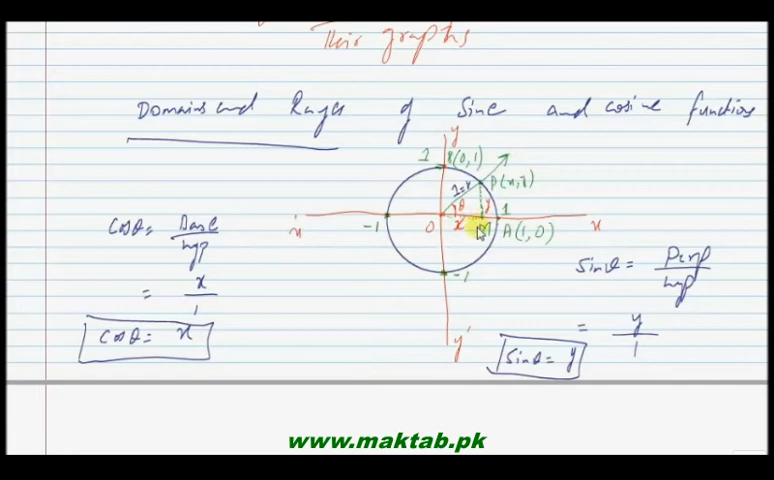 Their graphs
Domains and Ranges of Sine and cosine functions
y
1 B(0,1)
P(x,y)
1=r
θ
y
x' -1 O x M 1 A(1,0) x
-1
y'
Cosθ = Base/hyp
= x/1
Cosθ = x
Sinθ = Perp/hyp
= y/1
Sinθ = y
www.maktab.pk